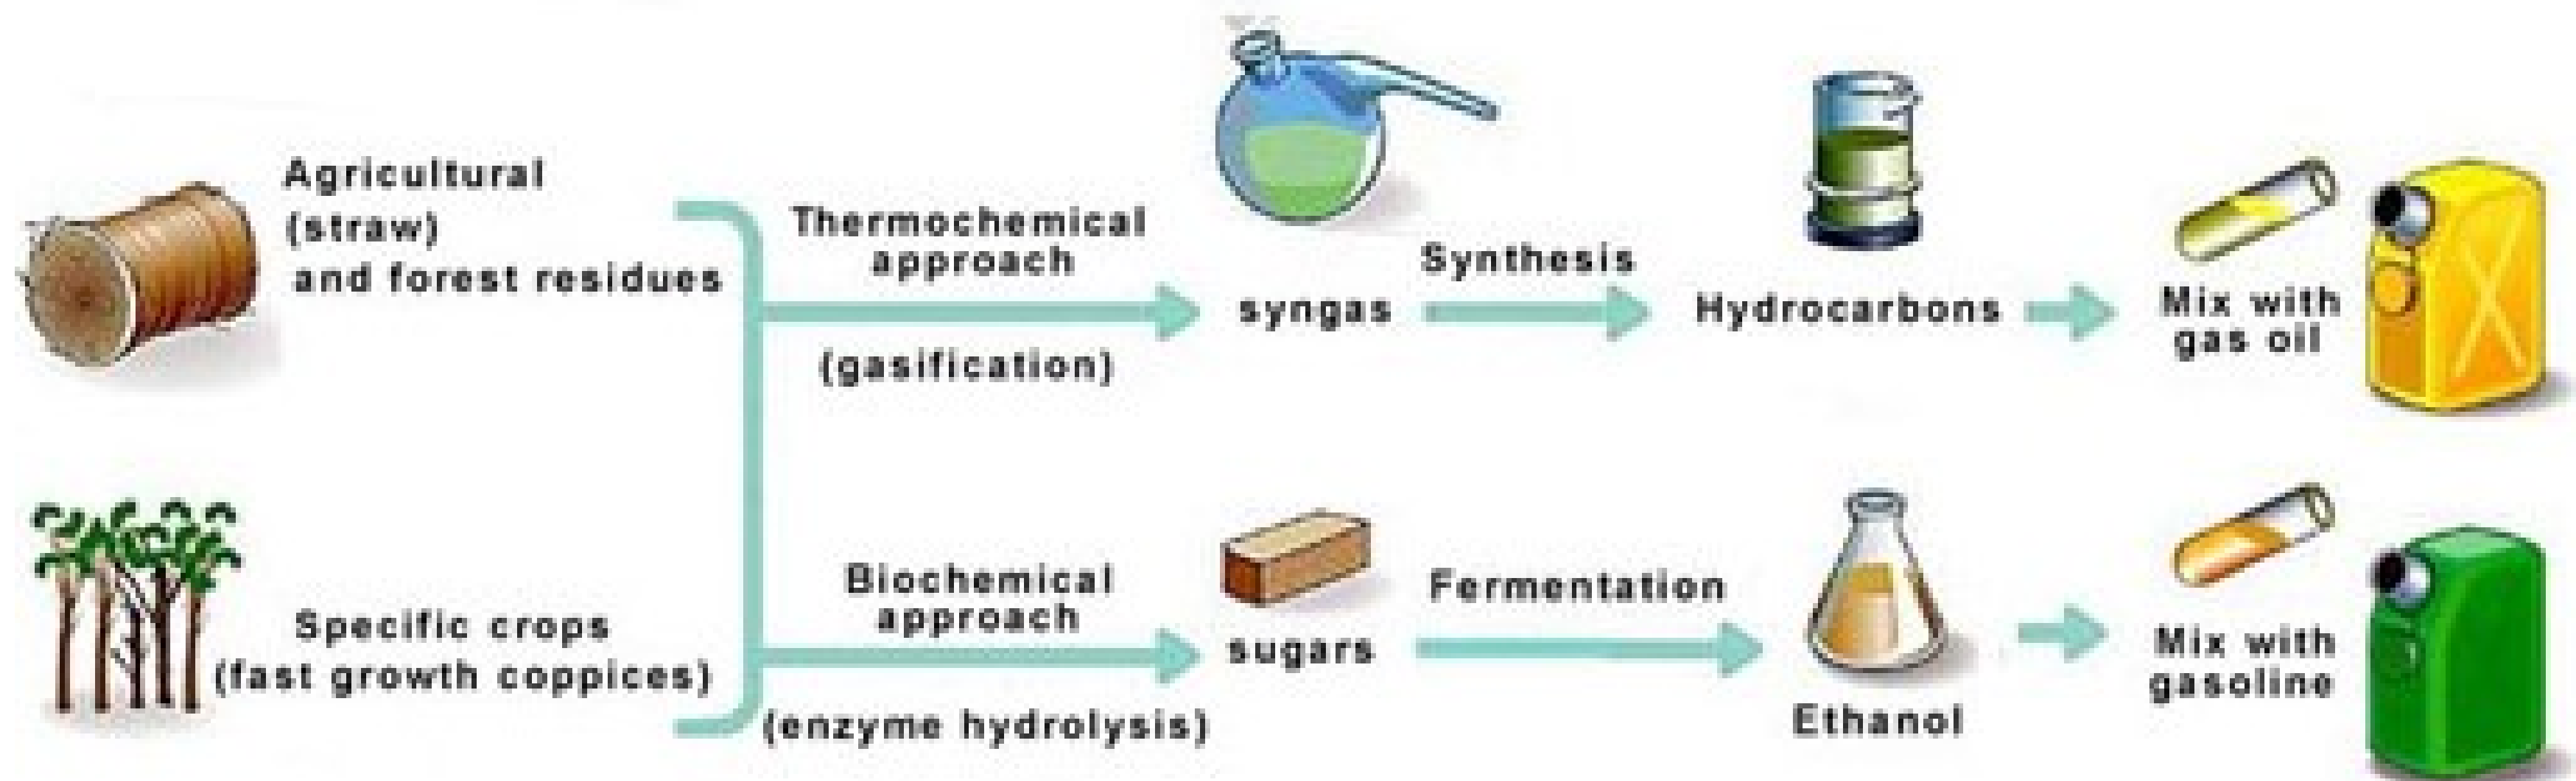 Agricultural
(straw)
and forest residues
Thermochemical
approach
(gasification)
syngas
Synthesis
Hydrocarbons
Mix with
gas oil
Specific crops
(fast growth coppices)
Biochemical
approach
(enzyme hydrolysis)
sugars
Fermentation
Ethanol
Mix with
gasoline